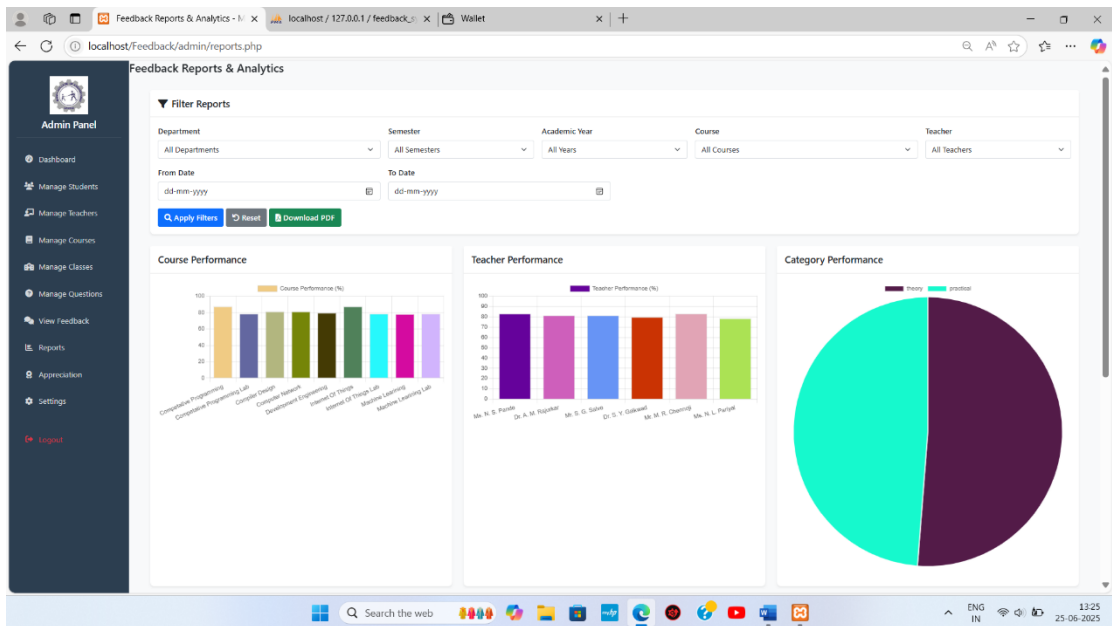 Feedback Reports & Analytics - M
localhost / 127.0.0.1 / feedback_sy
Wallet
localhost/Feedback/admin/reports.php
Feedback Reports & Analytics
Admin Panel
Dashboard
Manage Students
Manage Teachers
Manage Courses
Manage Classes
Manage Questions
View Feedback
Reports
Appreciation
Settings
Logout
Filter Reports
Department Semester Academic Year Course Teacher
All Departments All Semesters All Years All Courses All Teachers
From Date To Date
dd-mm-yyyy dd-mm-yyyy
Apply Filters Reset Download PDF
Course Performance
Course Performance (%)
100
80
60
40
20
0
Competative Programming
Competative Programming Lab
Compiler Design
Computer Network
Development Engineering
Internet Of Things
Internet Of Things Lab
Machine Learning
Machine Learning Lab
Teacher Performance
Teacher Performance (%)
100
90
80
70
60
50
40
30
20
10
0
Ms. N. S. Pande
Dr. A. M. Rajurkar
Mr. S. G. Salve
Dr. S. Y. Gaikwad
Mr. M. R.
Ms. N. L. Pariyal
Category Performance
theory practical
Search the web
ENG
IN
13:25
25-06-2025